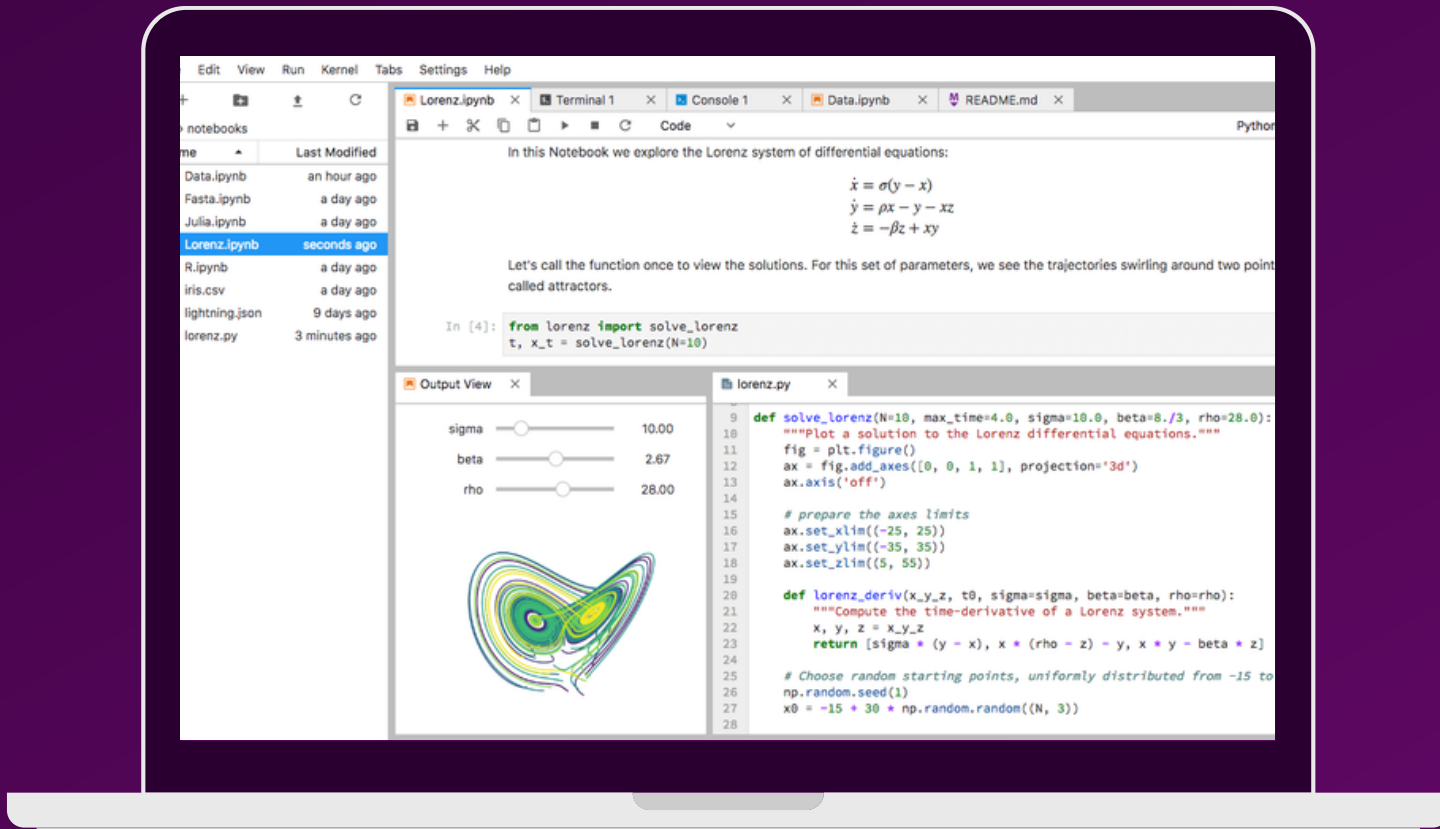 Edit View Run Kernel Tabs Settings Help
notebooks
me Last Modified
Data.ipynb an hour ago
Fasta.ipynb a day ago
Julia.ipynb a day ago
Lorenz.ipynb seconds ago
R.ipynb a day ago
iris.csv a day ago
lightning.json 9 days ago
lorenz.py 3 minutes ago
Lorenz.ipynb Terminal 1 Console 1 Data.ipynb README.md
Code Python
In this Notebook we explore the Lorenz system of differential equations:
ẋ = σ(y − x)
ẏ = ρx − y − xz
ż = −βz + xy
Let's call the function once to view the solutions. For this set of parameters, we see the trajectories swirling around two point
called attractors.
In [4]: from lorenz import solve_lorenz
t, x_t = solve_lorenz(N=10)
Output View
sigma 10.00
beta 2.67
rho 28.00
lorenz.py
9 def solve_lorenz(N=10, max_time=4.0, sigma=10.0, beta=8./3, rho=28.0):
10 """Plot a solution to the Lorenz differential equations."""
11 fig = plt.figure()
12 ax = fig.add_axes([0, 0, 1, 1], projection='3d')
13 ax.axis('off')
14
15 # prepare the axes limits
16 ax.set_xlim((-25, 25))
17 ax.set_ylim((-35, 35))
18 ax.set_zlim((5, 55))
19
20 def lorenz_deriv(x_y_z, t0, sigma=sigma, beta=beta, rho=rho):
21 """Compute the time-derivative of a Lorenz system."""
22 x, y, z = x_y_z
23 return [sigma * (y - x), x * (rho - z) - y, x * y - beta * z]
24
25 # Choose random starting points, uniformly distributed from -15 to
26 np.random.seed(1)
27 x0 = -15 + 30 * np.random.random((N, 3))
28